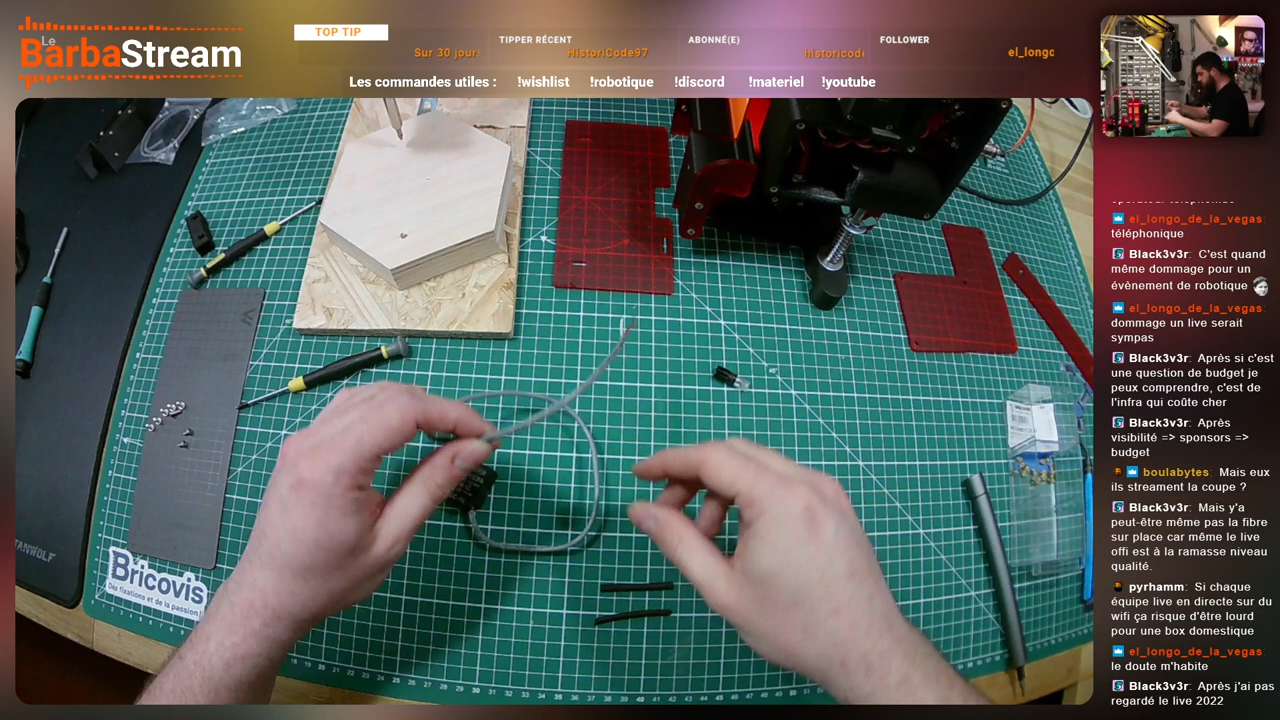 Le
BarbaStream
TOP TIP
Sur 30 jour
TIPPER RÉCENT
HistoriCode97
ABONNÉ(E)
historicod
FOLLOWER
el_longo
Les commandes utiles : !wishlist !robotique !discord !materiel !youtube
el_longo_de_la_vegas:
téléphonique
Black3v3r: C'est quand
même dommage pour un
évènement de robotique
el_longo_de_la_vegas:
dommage un live serait
sympas
Black3v3r: Après si c'est
une question de budget je
peux comprendre, c'est de
l'infra qui coûte cher
Black3v3r: Après
visibilité => sponsors =>
budget
boulabytes: Mais eux
ils streament la coupe ?
Black3v3r: Mais y'a
peut-être même pas la fibre
sur place car même le live
offi est à la ramasse niveau
qualité.
pyrhamm: Si chaque
équipe live en directe sur du
wifi ça risque d'être lourd
pour une box domestique
el_longo_de_la_vegas:
le doute m'habite
Black3v3r: Après j'ai pas
regardé le live 2022
Bricovis
Des fixations et de la passion !